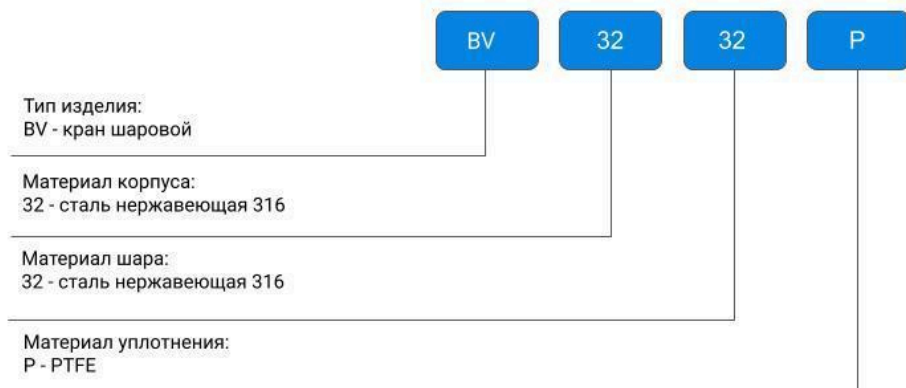 BV 32 32 P
Тип изделия:
BV - кран шаровой
Материал корпуса:
32 - сталь нержавеющая 316
Материал шара:
32 - сталь нержавеющая 316
Материал уплотнения:
P - PTFE